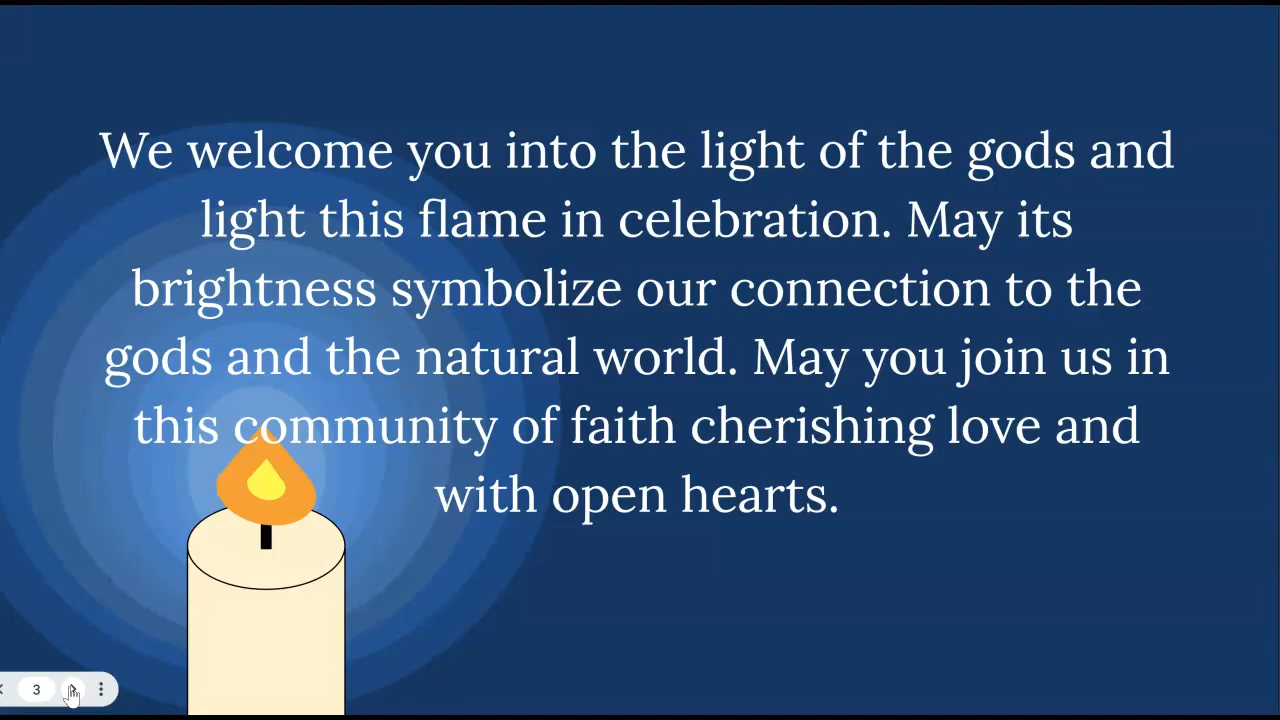 We welcome you into the light of the gods and
light this flame in celebration. May its
brightness symbolize our connection to the
gods and the natural world. May you join us in
this community of faith cherishing love and
with open hearts.
3